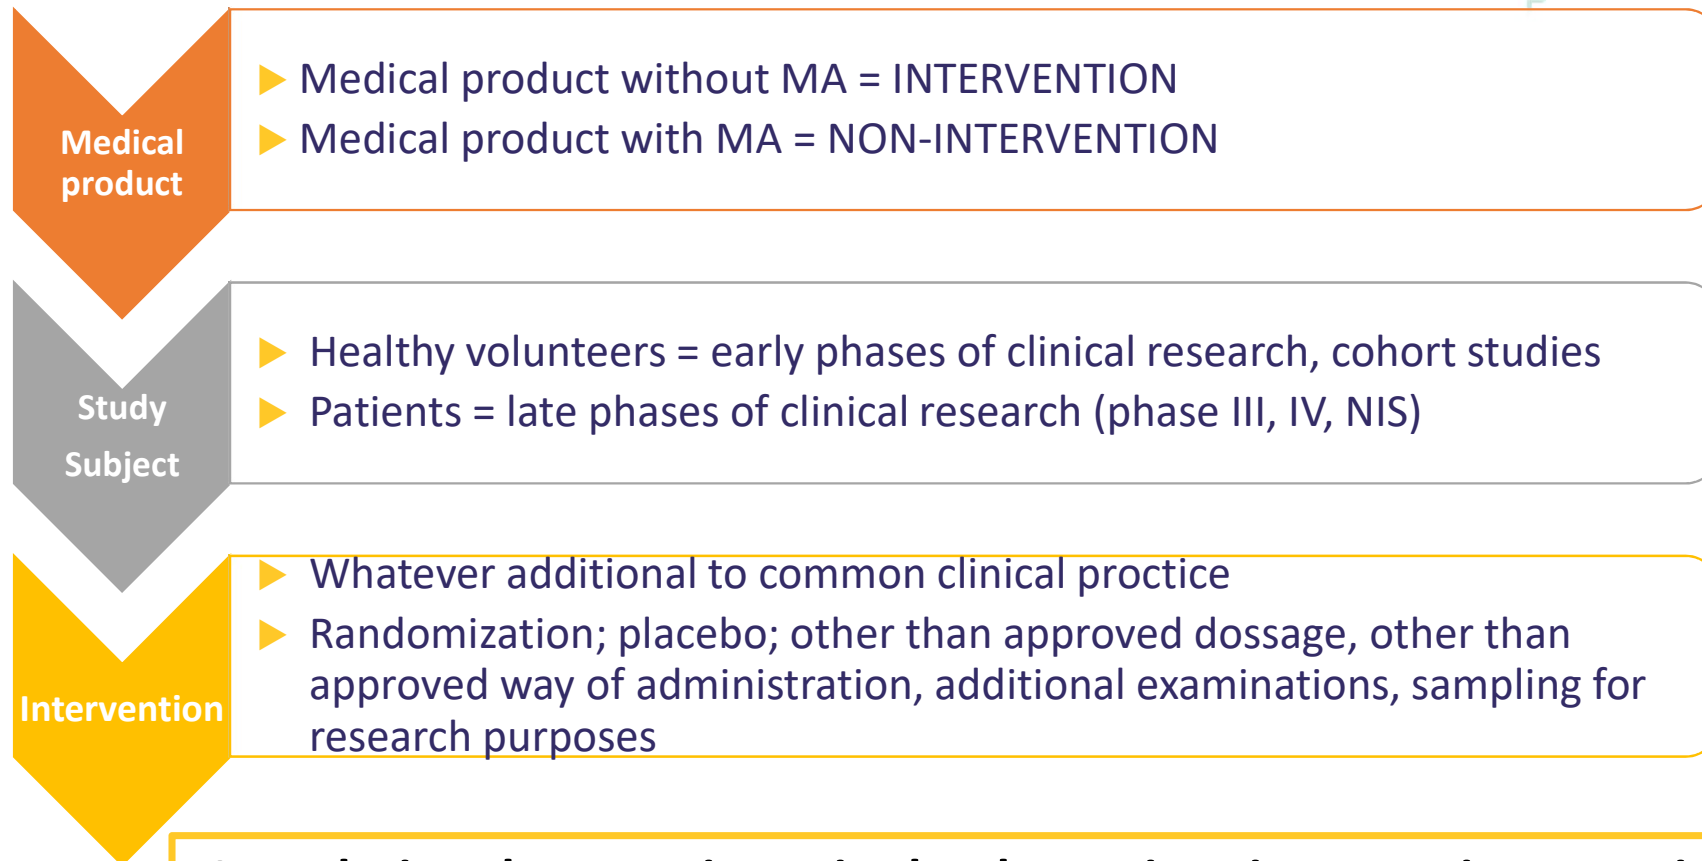 Medical
product
▶ Medical product without MA = INTERVENTION
▶ Medical product with MA = NON-INTERVENTION
Study
Subject
▶ Healthy volunteers = early phases of clinical research, cohort studies
▶ Patients = late phases of clinical research (phase III, IV, NIS)
Intervention
▶ Whatever additional to common clinical proctice
▶ Randomization; placebo; other than approved dossage, other than
approved way of administration, additional examinations, sampling for
research purposes